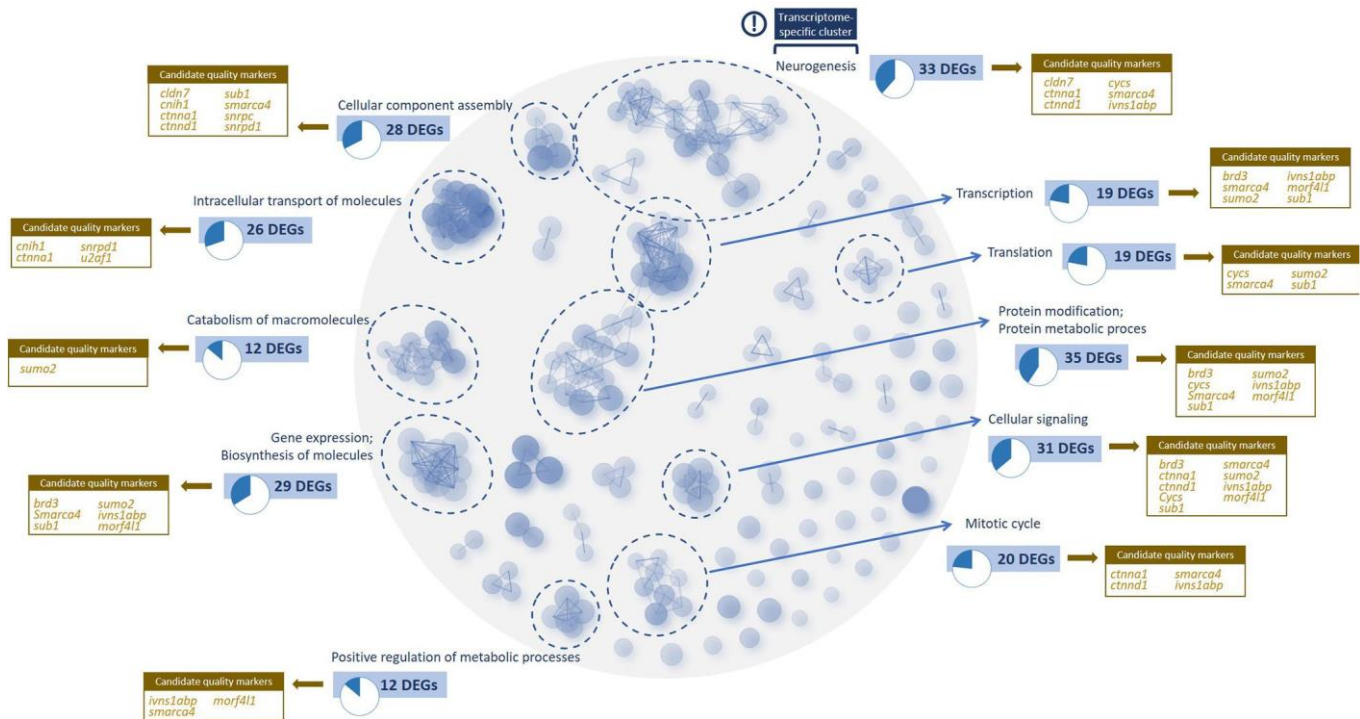 Transcriptome-
specific cluster
Neurogenesis
33 DEGs
Candidate quality markers
cldn7 cycs
ctnna1 smarca4
ctnnd1 ivns1abp
Candidate quality markers
cldn7 sub1
cnih1 smarca4
ctnna1 snrpc
ctnnd1 snrpd1
Cellular component assembly
28 DEGs
Intracellular transport of molecules
26 DEGs
Candidate quality markers
cnih1 snrpd1
ctnna1 u2af1
Catabolism of macromolecules
12 DEGs
Candidate quality markers
sumo2
Gene expression;
Biosynthesis of molecules
29 DEGs
Candidate quality markers
brd3 sumo2
Smarca4 ivns1abp
sub1 morf4l1
Positive regulation of metabolic processes
12 DEGs
Candidate quality markers
ivns1abp morf4l1
smarca4
Transcription
19 DEGs
Candidate quality markers
brd3 ivns1abp
smarca4 morf4l1
sumo2 sub1
Translation
19 DEGs
Candidate quality markers
cycs sumo2
smarca4 sub1
Protein modification;
Protein metabolic proces
35 DEGs
Candidate quality markers
brd3 sumo2
cycs ivns1abp
Smarca4 morf4l1
sub1
Cellular signaling
31 DEGs
Candidate quality markers
brd3 smarca4
ctnna1 sumo2
ctnnd1 ivns1abp
Cycs morf4l1
sub1
Mitotic cycle
20 DEGs
Candidate quality markers
ctnna1 smarca4
ctnnd1 ivns1abp